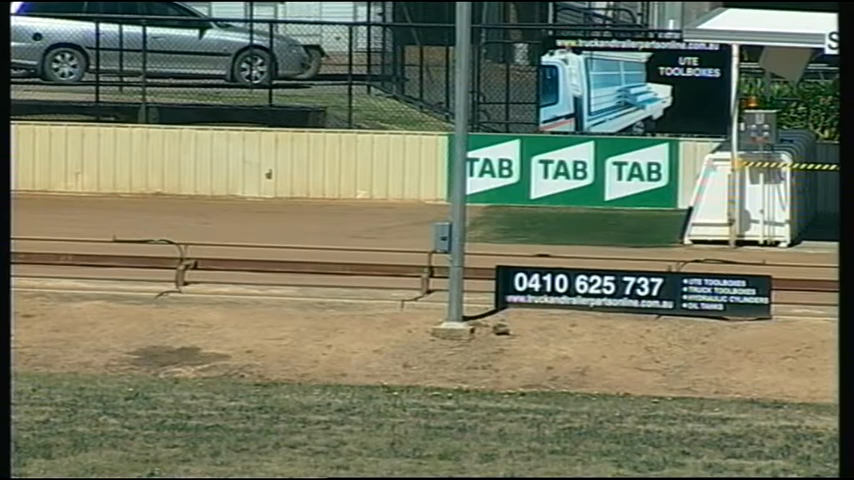 www.truckandtrailerpartsonline.com.au
UTE
TOOLBOXES
S
TAB TAB TAB
0410 625 737
www.truckandtrailerpartsonline.com.au
UTE TOOLBOXES
TRUCK TOOLBOXES
HYDRAULIC CYLINDERS
OIL TANKS